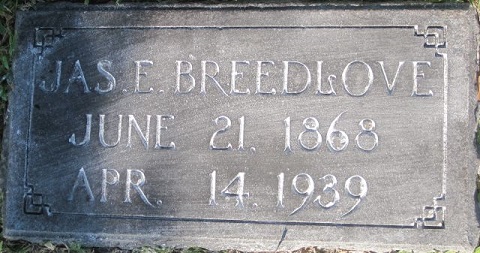 JAS. E. BREEDLOVE
JUNE 21, 1868
APR. 14, 1939